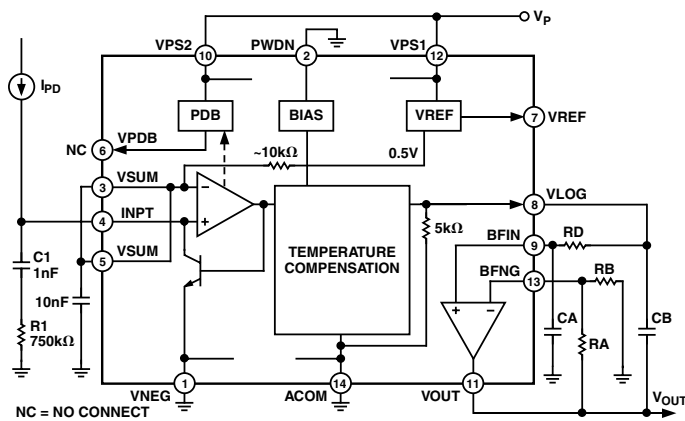 VP
VPS2
PWDN
VPS1
10
2
12
IPD
PDB
BIAS
VREF
7
VREF
NC
6
VPDB
~10kΩ
0.5V
3
VSUM
–
4
INPT
+
5
VSUM
8
VLOG
5kΩ
BFIN
9
RD
BFNG
13
RB
TEMPERATURE
COMPENSATION
C1
1nF
10nF
R1
750kΩ
+
–
CA
RA
CB
1
VNEG
14
ACOM
11
VOUT
VOUT
NC = NO CONNECT